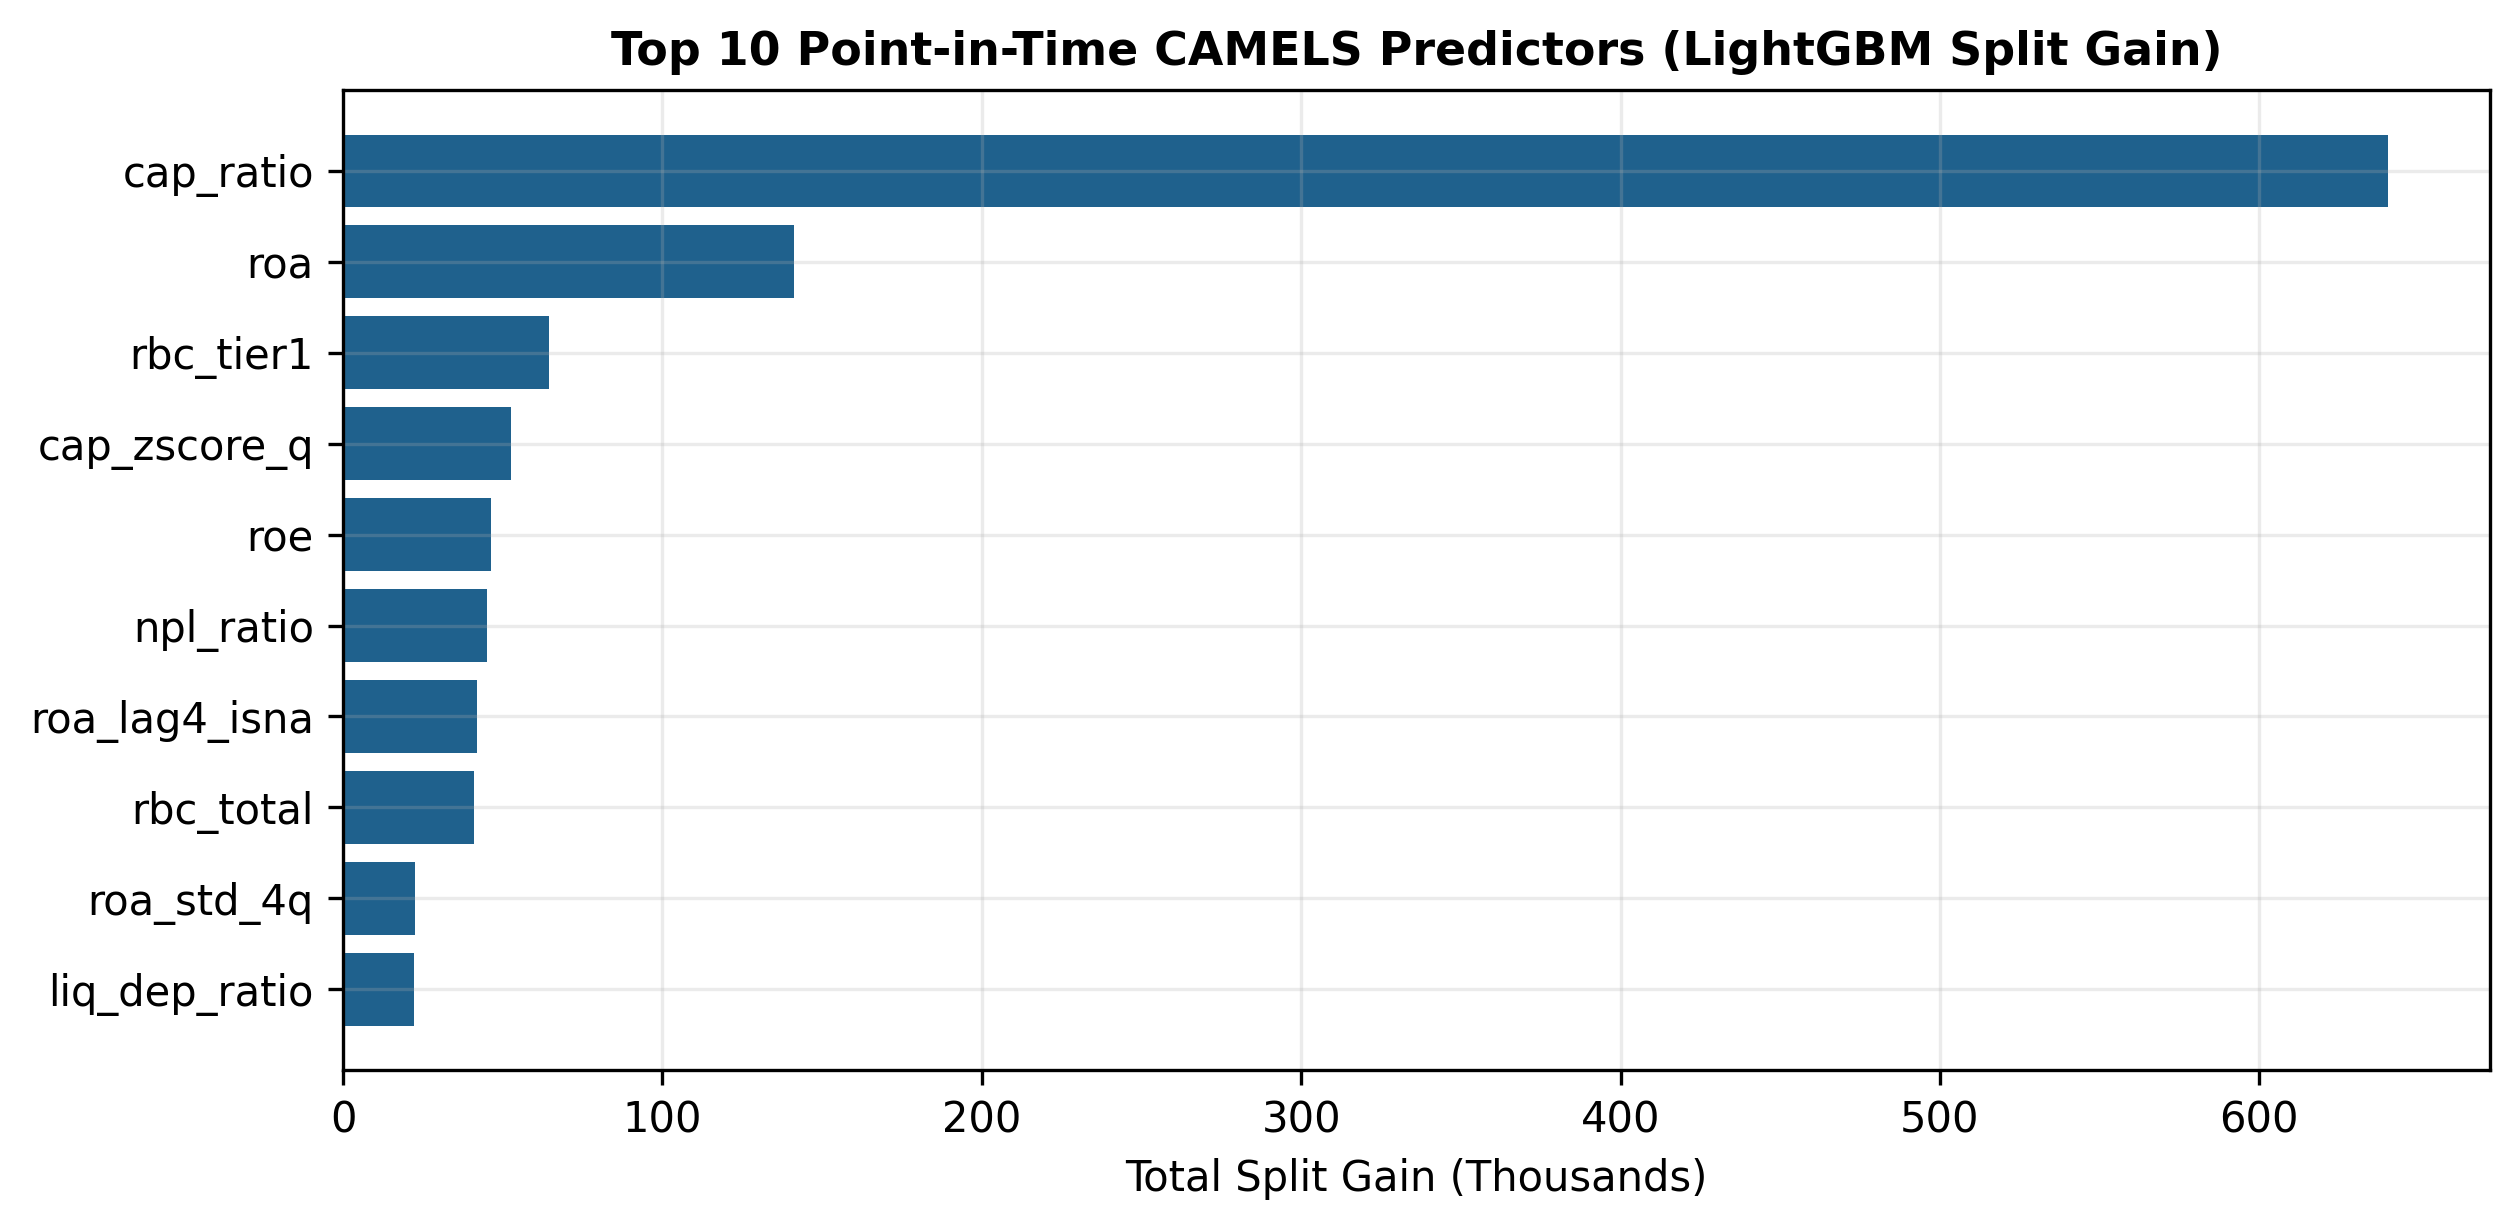 Top 10 Point-in-Time CAMELS Predictors (LightGBM Split Gain)
cap_ratio
roa
rbc_tier1
cap_zscore_q
roe
npl_ratio
roa_lag4_isna
rbc_total
roa_std_4q
liq_dep_ratio
0 100 200 300 400 500 600
Total Split Gain (Thousands)